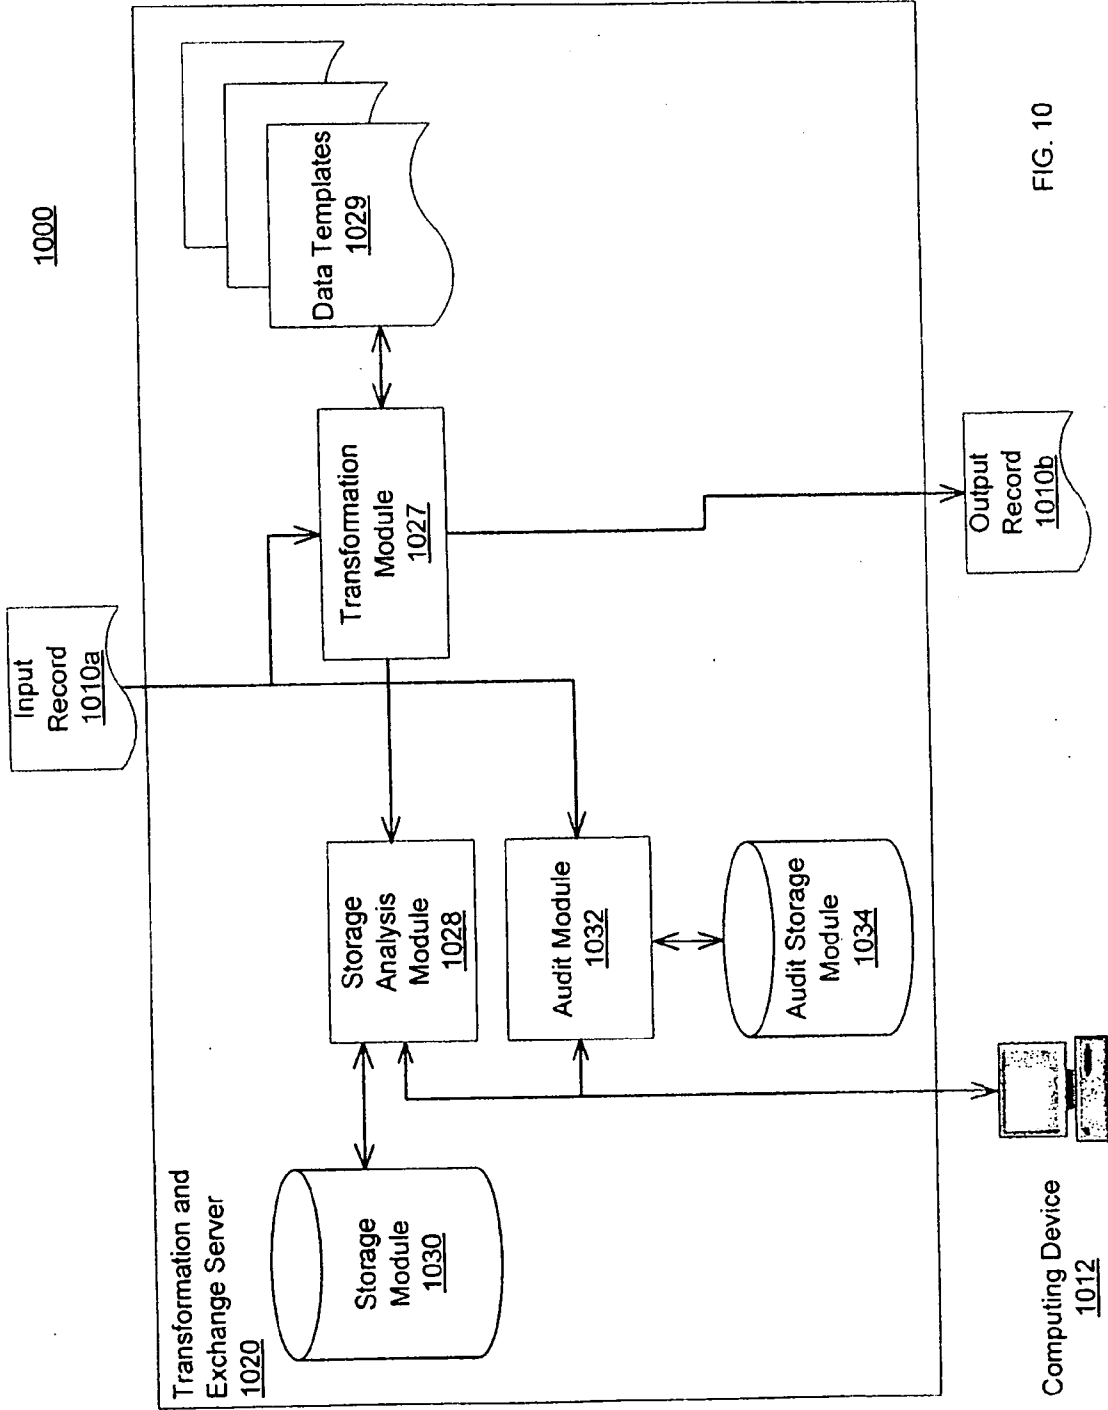 1000
Input
Record
1010a
Transformation and
Exchange Server
1020
Storage
Module
1030
Storage
Analysis
Module
1028
Transformation
Module
1027
Data Templates
1029
Audit Module
1032
Audit Storage
Module
1034
Computing Device
1012
Output
Record
1010b
FIG. 10